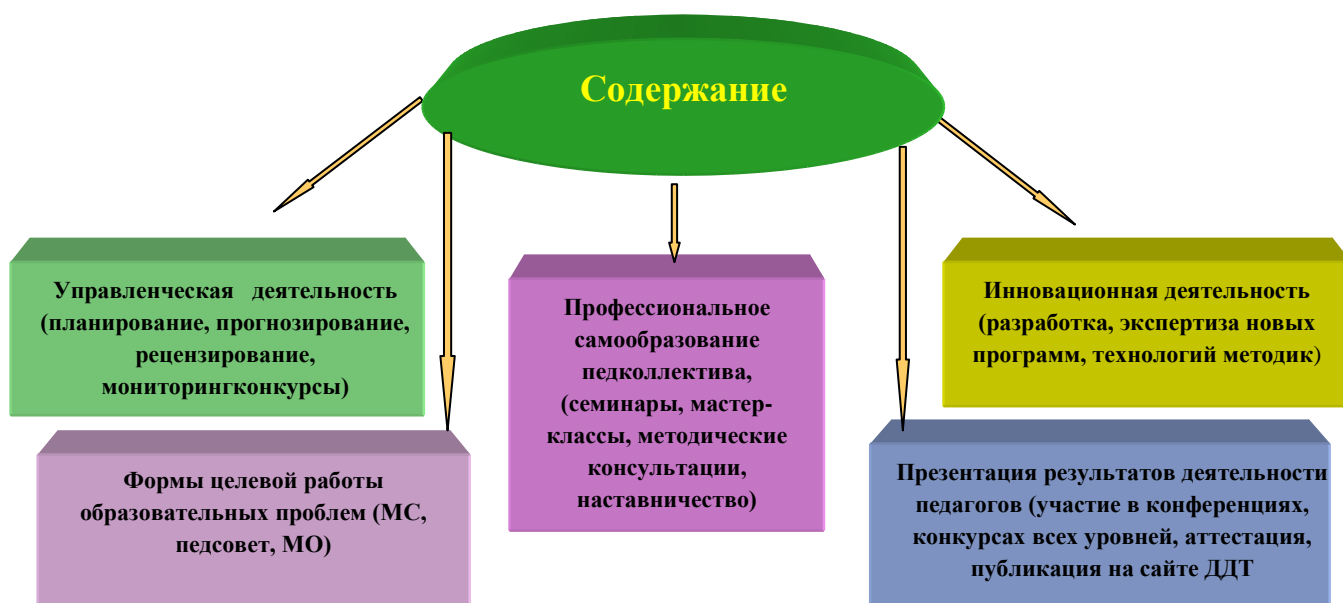 Содержание
Управленческая деятельность
(планирование, прогнозирование,
рецензирование,
мониторингконкурсы)
Формы целевой работы
образовательных проблем (МС,
педсовет, МО)
Профессиональное
самообразование
педколлектива,
(семинары, мастер-
классы, методические
консультации,
наставничество)
Инновационная деятельность
(разработка, экспертиза новых
программ, технологий методик)
Презентация результатов деятельности
педагогов (участие в конференциях,
конкурсах всех уровней, аттестация,
публикация на сайте ДДТ